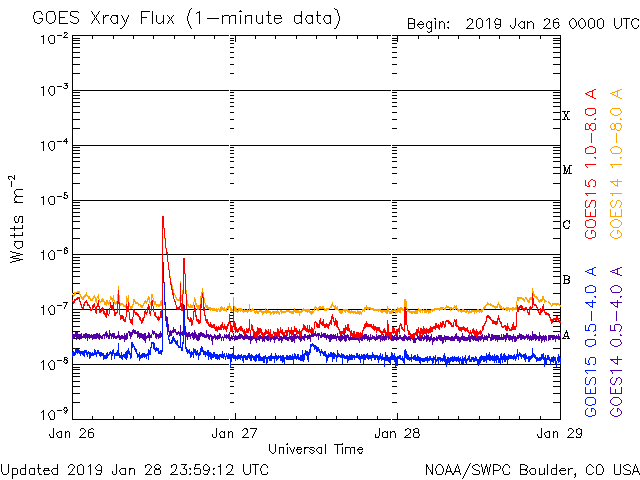 GOES Xray Flux (1-minute data)
Begin: 2019 Jan 26 0000 UTC
10-2
10-3
10-4
10-5
10-6
10-7
10-8
10-9
Watts m-2
X
M
C
B
A
GOES15 1.0-8.0 A
GOES14 1.0-8.0 A
GOES15 0.5-4.0 A
GOES14 0.5-4.0 A
Jan 26
Jan 27
Jan 28
Jan 29
Universal Time
Updated 2019 Jan 28 23:59:12 UTC
NOAA/SWPC Boulder, CO USA